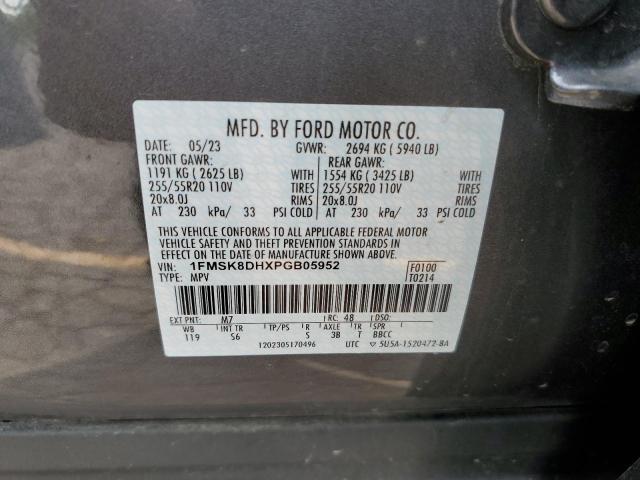 MFD. BY FORD MOTOR CO.
DATE: 05/23 GVWR: 2694 KG ( 5940 LB)
FRONT GAWR: REAR GAWR:
1191 KG ( 2625 LB) WITH 1554 KG ( 3425 LB) WITH
255/55R20 110V TIRES 255/55R20 110V TIRES
20x8.0J RIMS 20x8.0J RIMS
AT 230 kPa/ 33 PSI COLD AT 230 kPa/ 33 PSI COLD
THIS VEHICLE CONFORMS TO ALL APPLICABLE FEDERAL MOTOR
VEHICLE SAFETY AND THEFT PREVENTION STANDARDS IN
EFFECT ON THE DATE OF MANUFACTURE SHOWN ABOVE.
VIN: 1FMSK8DHXPGB05952 F0100
TYPE: MPV T0214
EXT PNT: M7 RC: 48 DSO:
WB INT TR TP/PS R AXLE TR SPR
119 S6 S 3B T BBCC
1202305170496 UTC ▽ 5U5A-1520472-BA